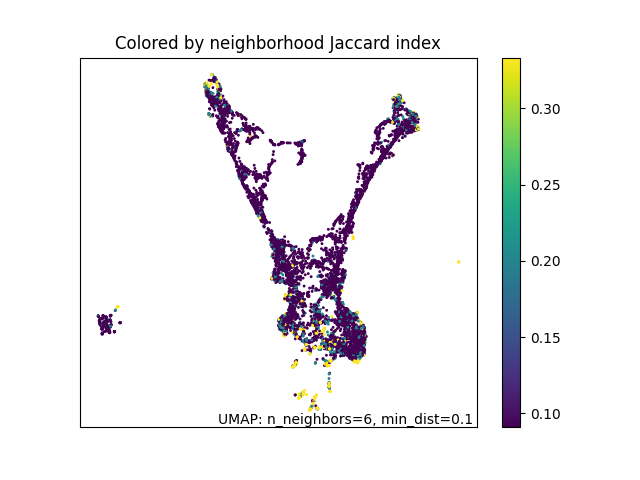 Colored by neighborhood Jaccard index
0.30
0.25
0.20
0.15
0.10
UMAP: n_neighbors=6, min_dist=0.1